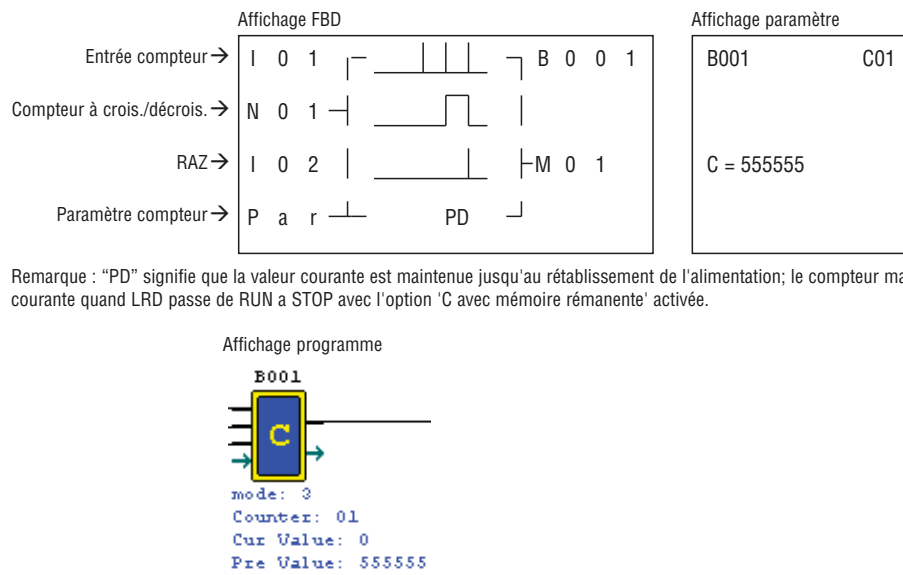 Affichage FBD
Affichage paramètre
Entrée compteur→ I 0 1 B 0 0 1
B001 C01
Compteur à crois./décrois.→ N 0 1
RAZ→ I 0 2 M 0 1
C = 555555
Paramètre compteur→ P a r PD
Remarque : “PD” signifie que la valeur courante est maintenue jusqu'au rétablissement de l'alimentation; le compteur ma
courante quand LRD passe de RUN a STOP avec l'option 'C avec mémoire rémanente' activée.
Affichage programme
B001
C
mode: 3
Counter: 01
Cur Value: 0
Pre Value: 555555